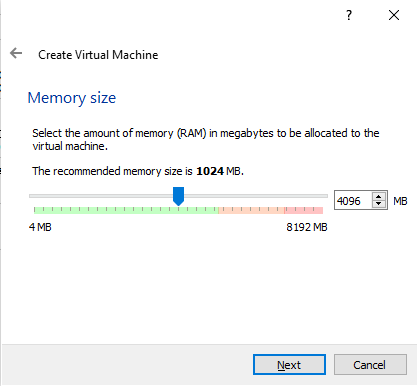 ?
Create Virtual Machine
Memory size
Select the amount of memory (RAM) in megabytes to be allocated to the
virtual machine.
The recommended memory size is 1024 MB.
4096 MB
4 MB 8192 MB
Next Cancel